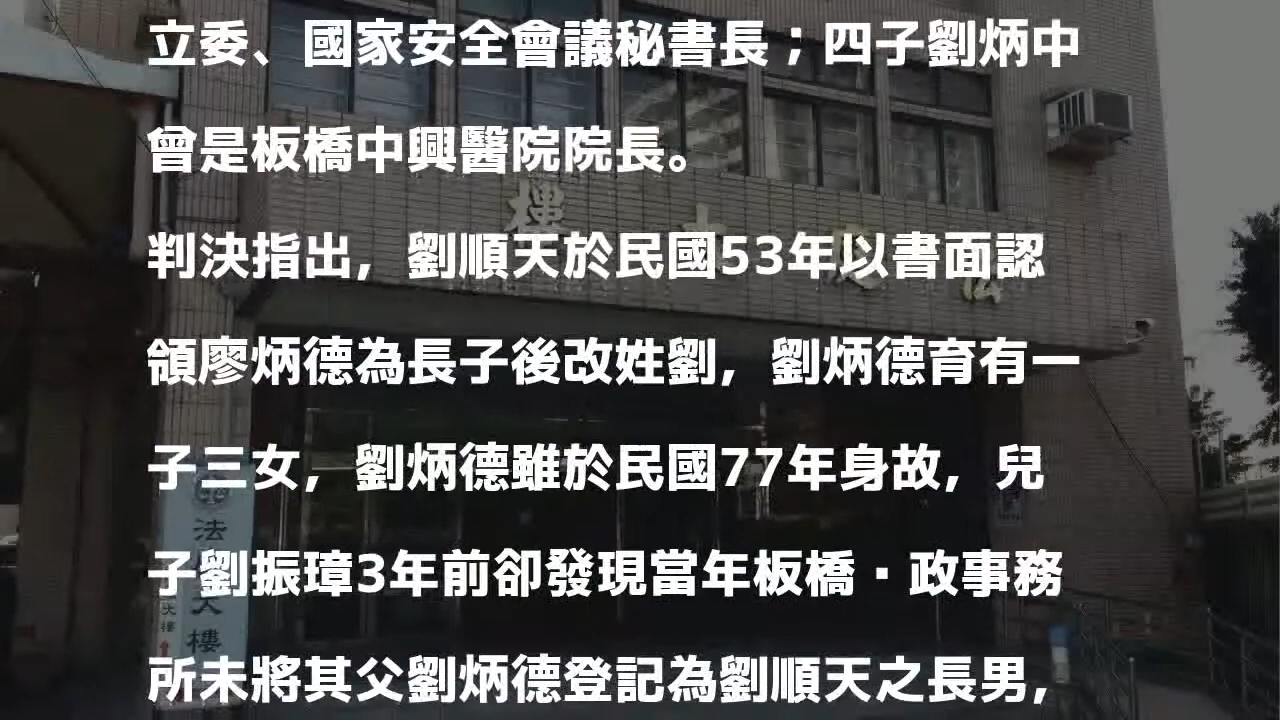 立委、國家安全會議秘書長；四子劉炳中
曾是板橋中興醫院院長。
判決指出，劉順天於民國53年以書面認
領廖炳德為長子後改姓劉，劉炳德育有一
子三女，劉炳德雖於民國77年身故，兒
子劉振璋3年前卻發現當年板橋▪政事務
所未將其父劉炳德登記為劉順天之長男，
樓 大
法
大
樓